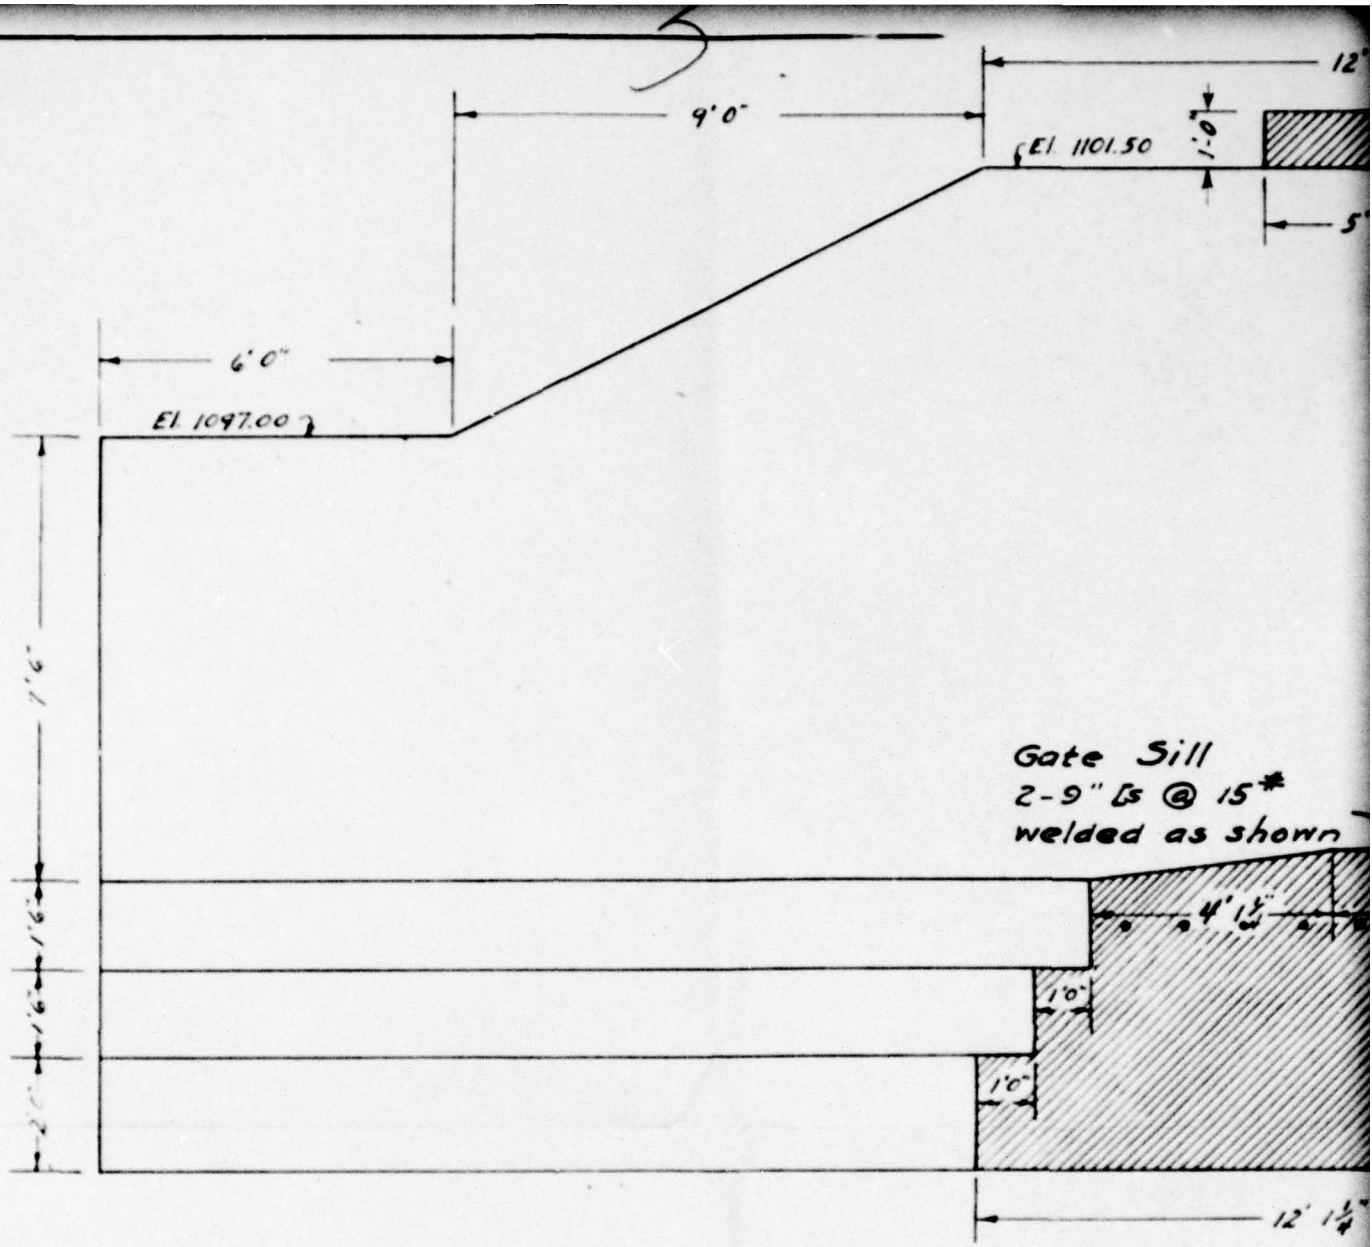 12'
9'0"
El. 1101.50
1'-0"
5'
6'0"
El. 1097.00
7'6"
Gate Sill
2-9" [s @ 15#
welded as shown
1'6"
4' 1¼"
1'6"
1'0"
2'0"
1'0"
12' 1¼"